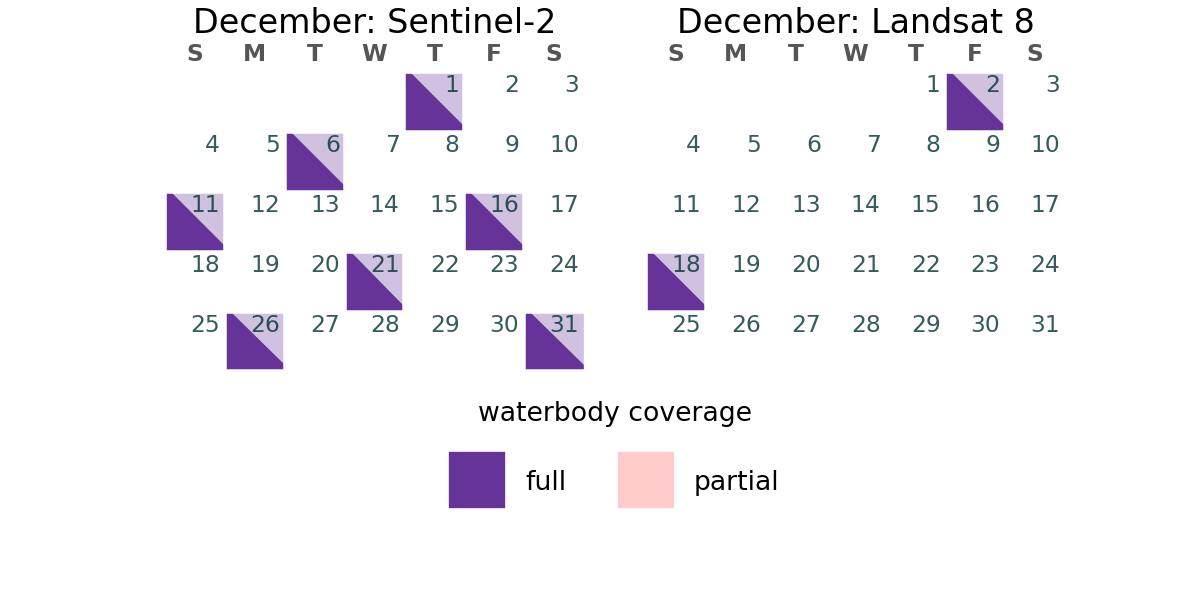 December: Sentinel-2
S M T W T F S
1 2 3
4 5 6 7 8 9 10
11 12 13 14 15 16 17
18 19 20 21 22 23 24
25 26 27 28 29 30 31
December: Landsat 8
S M T W T F S
1 2 3
4 5 6 7 8 9 10
11 12 13 14 15 16 17
18 19 20 21 22 23 24
25 26 27 28 29 30 31
waterbody coverage
full partial